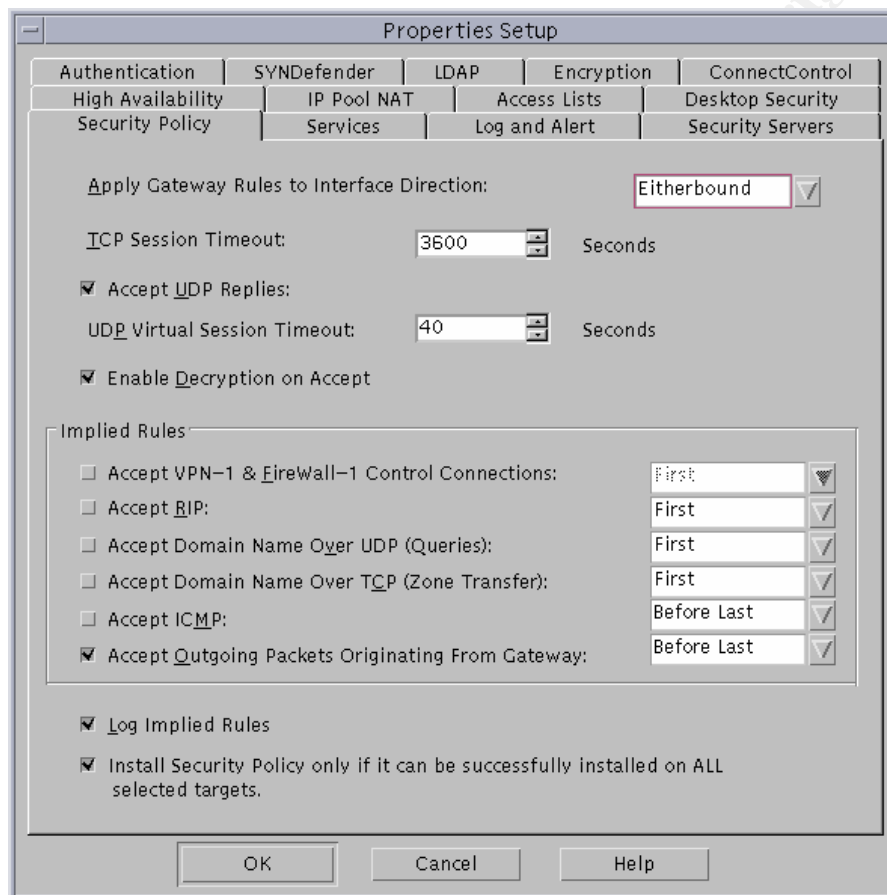 Properties Setup
Authentication SYNDefender LDAP Encryption ConnectControl
High Availability IP Pool NAT Access Lists Desktop Security
Security Policy Services Log and Alert Security Servers
Apply Gateway Rules to Interface Direction: Eitherbound
TCP Session Timeout: 3600 Seconds
Accept UDP Replies:
UDP Virtual Session Timeout: 40 Seconds
Enable Decryption on Accept
Implied Rules
Accept VPN-1 & FireWall-1 Control Connections: First
Accept RIP: First
Accept Domain Name Over UDP (Queries): First
Accept Domain Name Over TCP (Zone Transfer): First
Accept ICMP: Before Last
Accept Outgoing Packets Originating From Gateway: Before Last
Log Implied Rules
Install Security Policy only if it can be successfully installed on ALL
selected targets.
OK Cancel Help